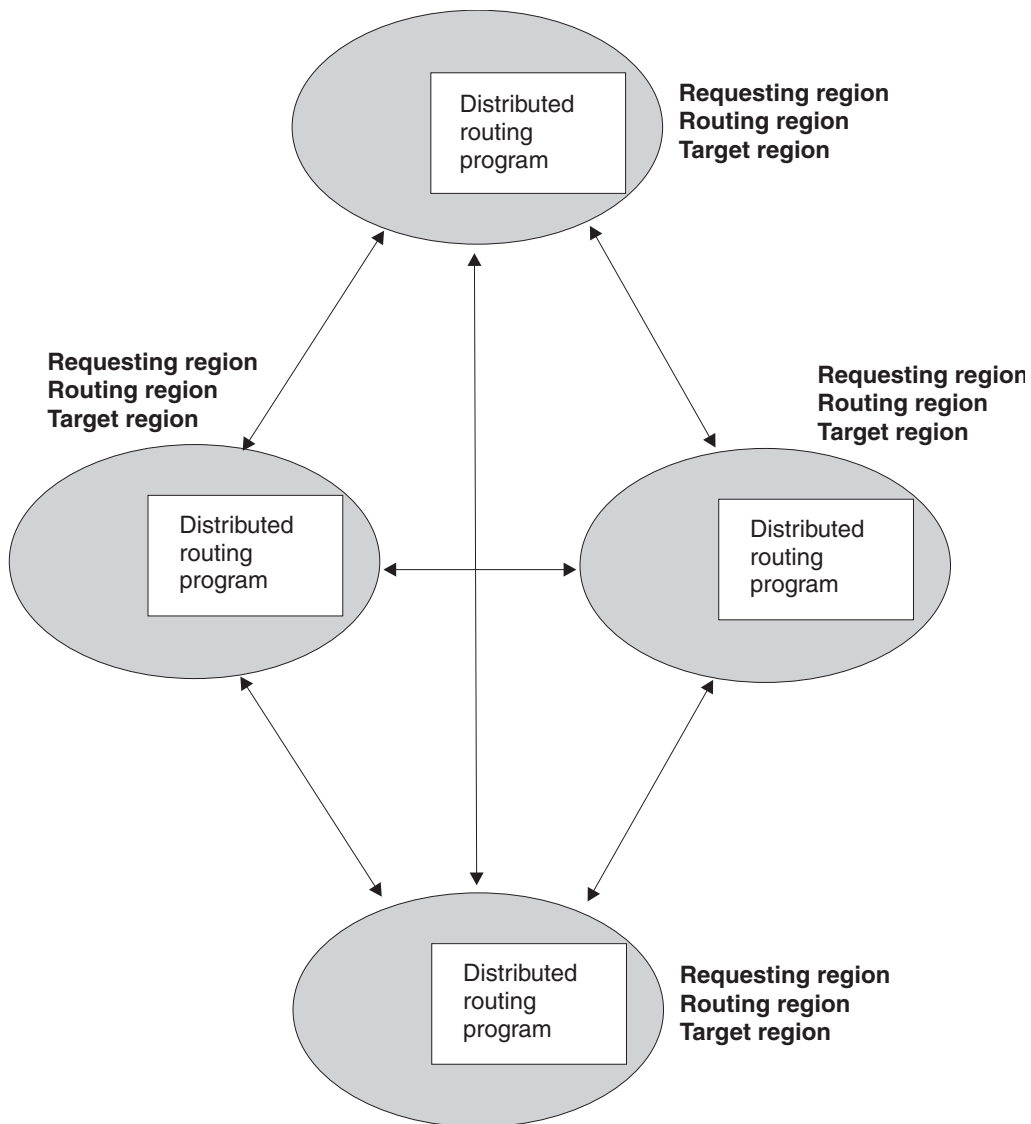 Distributed
routing
program
Requesting region
Routing region
Target region
Requesting region
Routing region
Target region
Distributed
routing
program
Requesting region
Routing region
Target region
Distributed
routing
program
Distributed
routing
program
Requesting region
Routing region
Target region